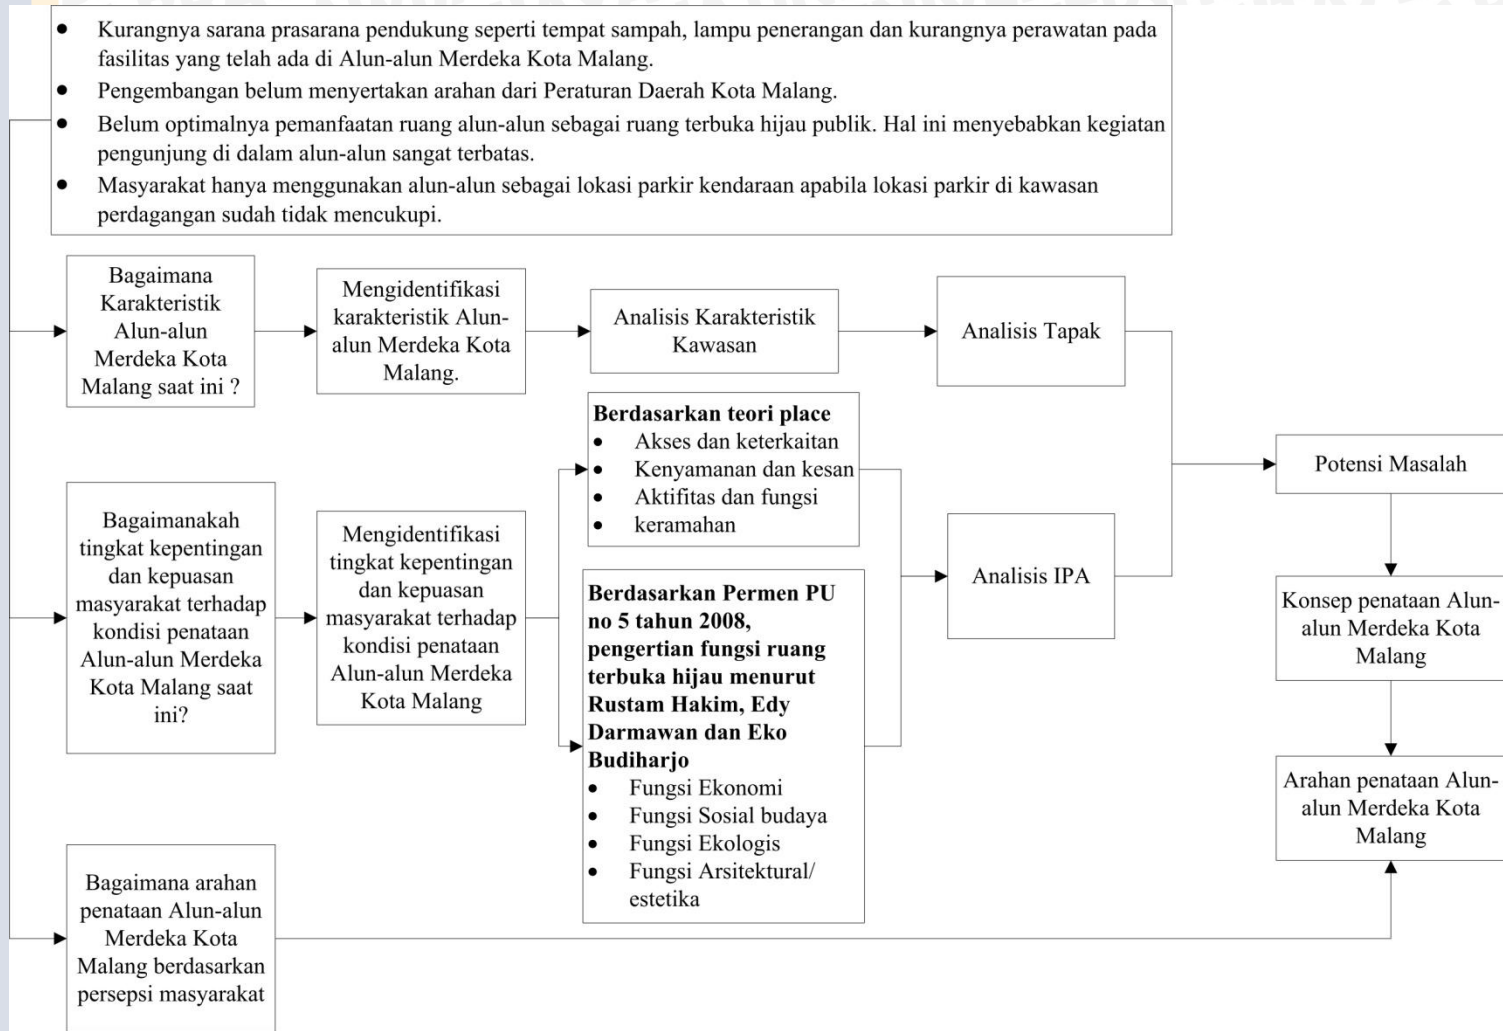 • Kurangnya sarana prasarana pendukung seperti tempat sampah, lampu penerangan dan kurangnya perawatan pada
fasilitas yang telah ada di Alun-alun Merdeka Kota Malang.
• Pengembangan belum menyertakan arahan dari Peraturan Daerah Kota Malang.
• Belum optimalnya pemanfaatan ruang alun-alun sebagai ruang terbuka hijau publik. Hal ini menyebabkan kegiatan
pengunjung di dalam alun-alun sangat terbatas.
• Masyarakat hanya menggunakan alun-alun sebagai lokasi parkir kendaraan apabila lokasi parkir di kawasan
perdagangan sudah tidak mencukupi.
Bagaimana
Karakteristik
Alun-alun
Merdeka Kota
Malang saat ini ?
Mengidentifikasi
karakteristik Alun-
alun Merdeka Kota
Malang.
Analisis Karakteristik
Kawasan
Analisis Tapak
Bagaimanakah
tingkat kepentingan
dan kepuasan
masyarakat terhadap
kondisi penataan
Alun-alun Merdeka
Kota Malang saat
ini?
Mengidentifikasi
tingkat kepentingan
dan kepuasan
masyarakat terhadap
kondisi penataan
Alun-alun Merdeka
Kota Malang
Berdasarkan teori place
• Akses dan keterkaitan
• Kenyamanan dan kesan
• Aktifitas dan fungsi
• keramahan
Berdasarkan Permen PU
no 5 tahun 2008,
pengertian fungsi ruang
terbuka hijau menurut
Rustam Hakim, Edy
Darmawan dan Eko
Budiharjo
• Fungsi Ekonomi
• Fungsi Sosial budaya
• Fungsi Ekologis
• Fungsi Arsitektural/
estetika
Analisis IPA
Potensi Masalah
Konsep penataan Alun-
alun Merdeka Kota
Malang
Arahan penataan Alun-
alun Merdeka Kota
Malang
Bagaimana arahan
penataan Alun-alun
Merdeka Kota
Malang berdasarkan
persepsi masyarakat